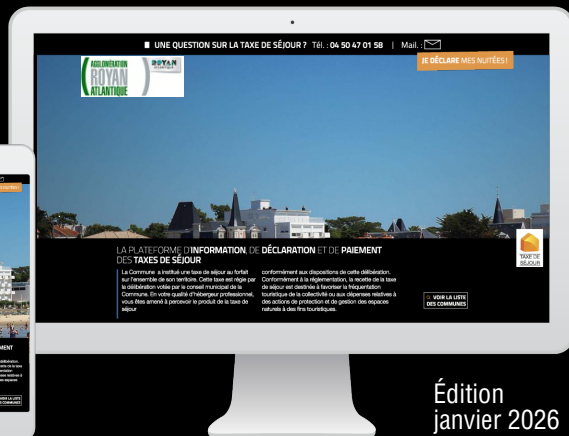 UNE QUESTION SUR LA TAXE DE SÉJOUR ? Tél. : 04 50 47 01 58 | Mail. :
JE DÉCLARE MES NUITÉES !
AGGLOMÉRATION
ROYAN
ATLANTIQUE
ROYAN
LA PLATEFORME D'INFORMATION, DE DÉCLARATION ET DE PAIEMENT
DES TAXES DE SÉJOUR
La Commune a institué une taxe de séjour au forfait
sur l'ensemble de son territoire. Cette taxe est régie par
la délibération votée par le conseil municipal de la
Commune. En votre qualité d'hébergeur professionnel,
vous êtes amené à percevoir le produit de la taxe de
séjour
conformément aux dispositions de cette délibération.
Conformément à la réglementation, la recette de la taxe
de séjour est destinée à favoriser la fréquentation
touristique de la collectivité ou aux dépenses relatives à
des actions de protection et de gestion des espaces
naturels à des fins touristiques.
TAXE DE
SÉJOUR
VOIR LA LISTE
DES COMMUNES
Édition
janvier 2026